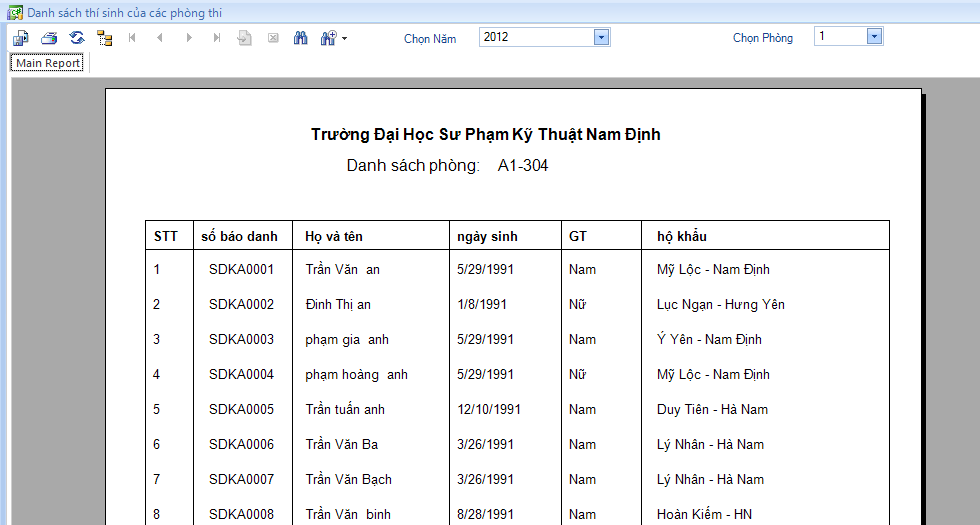 Danh sách thí sinh của các phòng thi
Chọn Năm 2012 Chọn Phòng 1
Main Report
Trường Đại Học Sư Phạm Kỹ Thuật Nam Định
Danh sách phòng: A1-304
STT số báo danh Họ và tên ngày sinh GT hộ khẩu
1 SDKA0001 Trần Văn an 5/29/1991 Nam Mỹ Lộc - Nam Định
2 SDKA0002 Đinh Thị an 1/8/1991 Nữ Lục Ngạn - Hưng Yên
3 SDKA0003 phạm gia anh 5/29/1991 Nam Ý Yên - Nam Định
4 SDKA0004 phạm hoàng anh 5/29/1991 Nữ Mỹ Lộc - Nam Định
5 SDKA0005 Trần tuấn anh 12/10/1991 Nam Duy Tiên - Hà Nam
6 SDKA0006 Trần Văn Ba 3/26/1991 Nam Lý Nhân - Hà Nam
7 SDKA0007 Trần Văn Bạch 3/26/1991 Nam Lý Nhân - Hà Nam
8 SDKA0008 Trần Văn binh 8/28/1991 Nam Hoàn Kiếm - HN